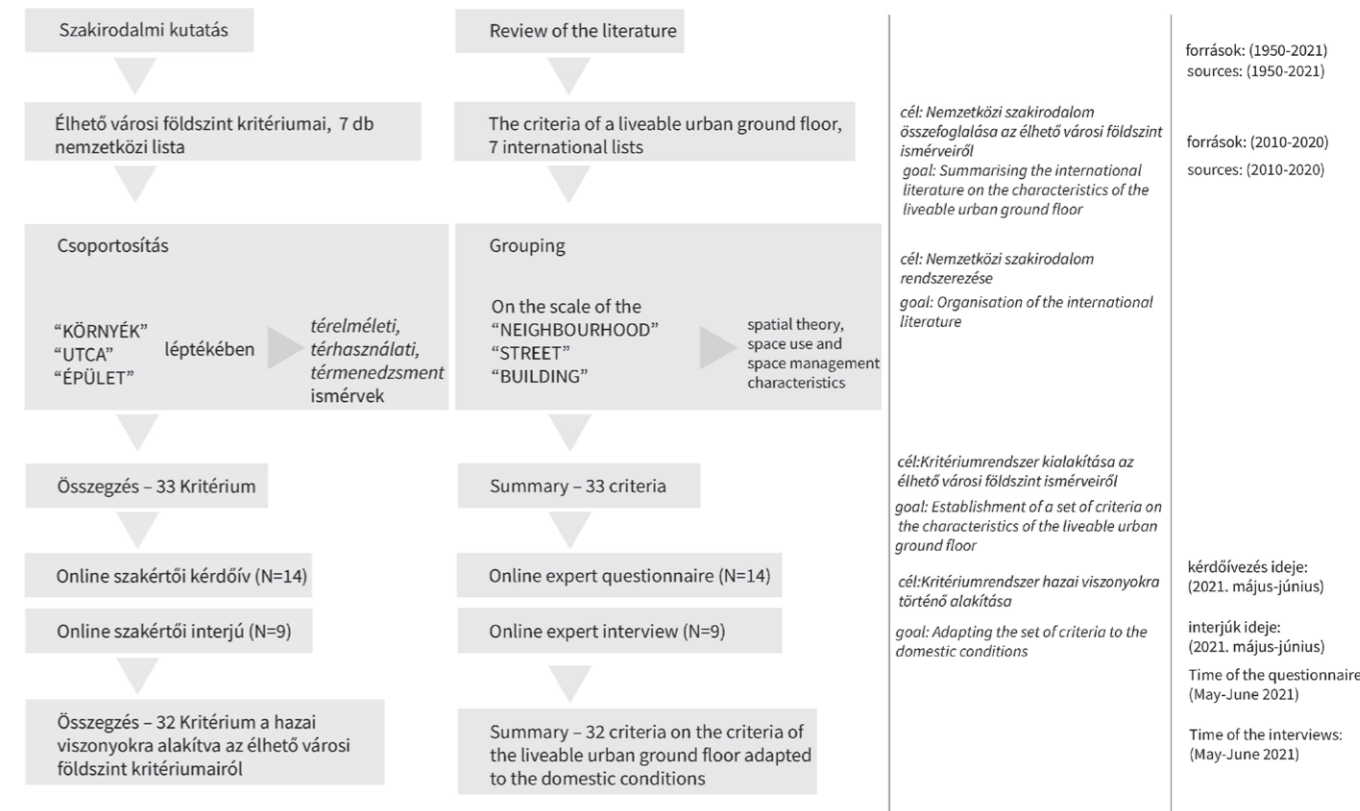 Szakirodalmi kutatás
Élhető városi földszint kritériumai, 7 db
nemzetközi lista
Csoportosítás
“KÖRNYÉK”
“UTCA”
“ÉPÜLET”
léptékében
térelméleti,
térhasználati,
térmenedzsment
ismérvek
Összegzés – 33 Kritérium
Online szakértői kérdőív (N=14)
Online szakértői interjú (N=9)
Összegzés – 32 Kritérium a hazai
viszonyokra alakítva az élhető városi
földszint kritériumairól
Review of the literature
The criteria of a liveable urban ground floor,
7 international lists
Grouping
On the scale of the
“NEIGHBOURHOOD”
“STREET”
“BUILDING”
spatial theory,
space use and
space management
characteristics
Summary – 33 criteria
Online expert questionnaire (N=14)
Online expert interview (N=9)
Summary – 32 criteria on the criteria of
the liveable urban ground floor adapted
to the domestic conditions
cél: Nemzetközi szakirodalom
összefoglalása az élhető városi földszint
ismérveiről
goal: Summarising the international
literature on the characteristics of the
liveable urban ground floor
cél: Nemzetközi szakirodalom
rendszerezése
goal: Organisation of the international
literature
cél:Kritériumrendszer kialakítása az
élhető városi földszint ismérveiről
goal: Establishment of a set of criteria on
the characteristics of the liveable urban
ground floor
cél:Kritériumrendszer hazai viszonyokra
történő alakítása
goal: Adapting the set of criteria to the
domestic conditions
források: (1950-2021)
sources: (1950-2021)
források: (2010-2020)
sources: (2010-2020)
kérdőívezés ideje:
(2021. május-június)
interjúk ideje:
(2021. május-június)
Time of the questionnaire
(May-June 2021)
Time of the interviews:
(May-June 2021)